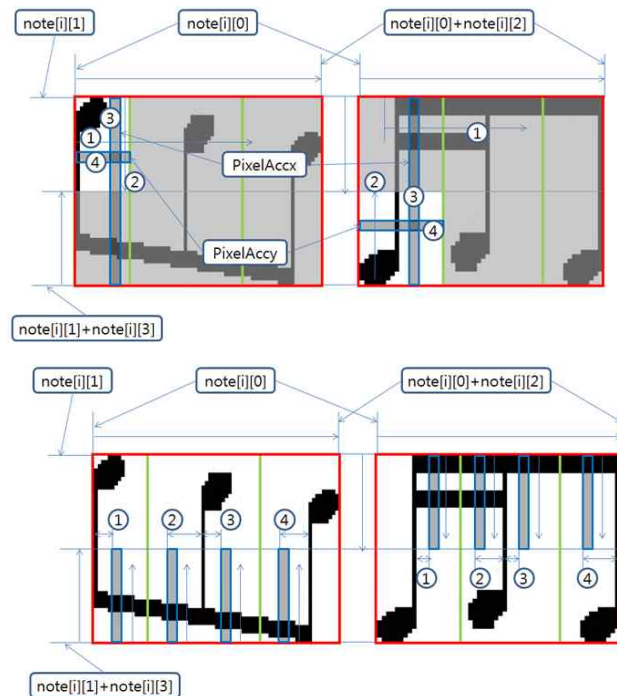 note[i][1]
note[i][0]
note[i][0]+note[i][2]
①
③
④
②
PixelAccx
PixelAccy
①
②
③
④
note[i][1]+note[i][3]
note[i][1]
note[i][0]
note[i][0]+note[i][2]
① ② ③ ④
① ② ③ ④
note[i][1]+note[i][3]